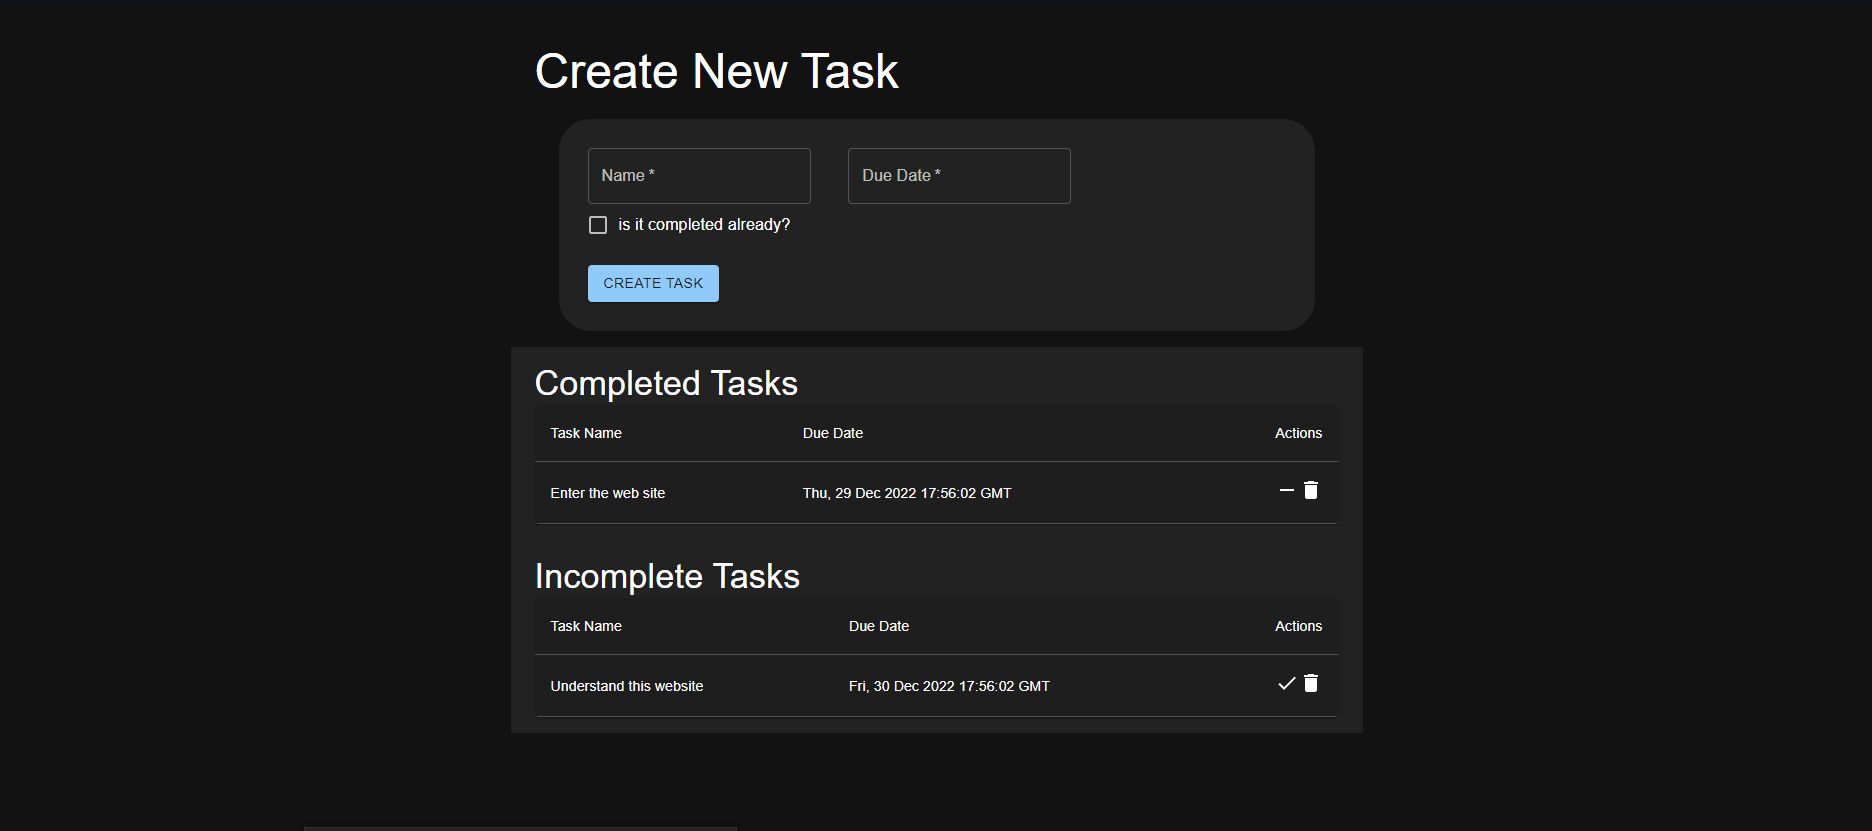 Create New Task
Name * Due Date *
is it completed already?
CREATE TASK
Completed Tasks
Task Name Due Date Actions
Enter the web site Thu, 29 Dec 2022 17:56:02 GMT
Incomplete Tasks
Task Name Due Date Actions
Understand this website Fri, 30 Dec 2022 17:56:02 GMT